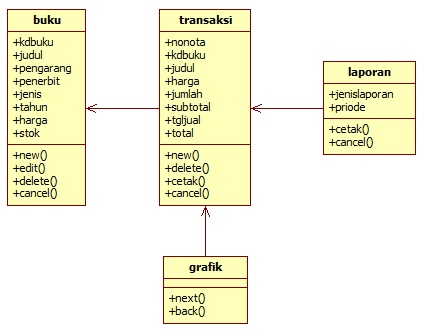 buku
+kdbuku
+judul
+pengarang
+penerbit
+jenis
+tahun
+harga
+stok
+new()
+edit()
+delete()
+cancel()
transaksi
+nonota
+kdbuku
+judul
+harga
+jumlah
+subtotal
+tgljual
+total
+new()
+delete()
+cetak()
+cancel()
laporan
+jenislaporan
+priode
+cetak()
+cancel()
grafik
+next()
+back()